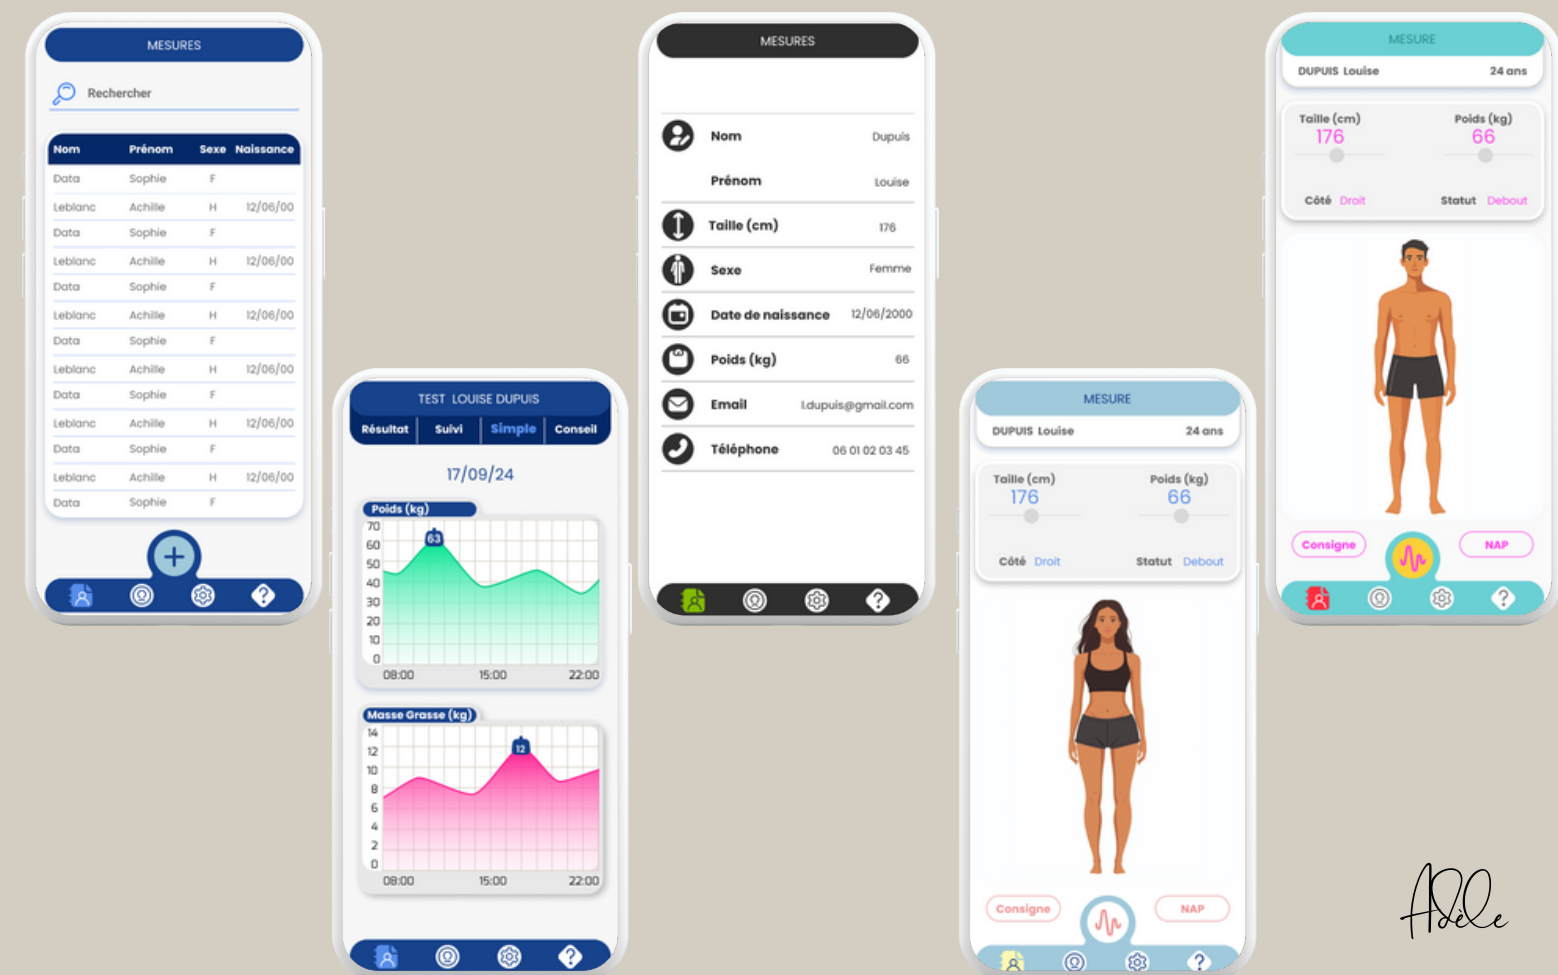 MESURES
Rechercher
Nom Prénom Sexe Naissance
Data Sophie F
Leblanc Achille H 12/06/00
Data Sophie F
Leblanc Achille H 12/06/00
Data Sophie F
Leblanc Achille H 12/06/00
Data Sophie F
Leblanc Achille H 12/06/00
Data Sophie F
Leblanc Achille H 12/06/00
Data Sophie F
Leblanc Achille H 12/06/00
Data Sophie F
TEST LOUISE DUPUIS
Résultat Suivi Simple Conseil
17/09/24
Poids (kg)
70
63
60
50
40
30
20
10
0
08:00 15:00 22:00
Masse Grasse (kg)
14
12
12
10
8
6
4
2
0
08:00 15:00 22:00
MESURES
Nom Dupuis
Prénom Louise
Taille (cm) 176
Sexe Femme
Date de naissance 12/06/2000
Poids (kg) 66
Email l.dupuis@gmail.com
Téléphone 06 01 02 03 45
MESURE
DUPUIS Louise 24 ans
Taille (cm) Poids (kg)
176 66
Côté Droit Statut Debout
Consigne NAP
MESURE
DUPUIS Louise 24 ans
Taille (cm) Poids (kg)
176 66
Côté Droit Statut Debout
Consigne NAP
Adèle